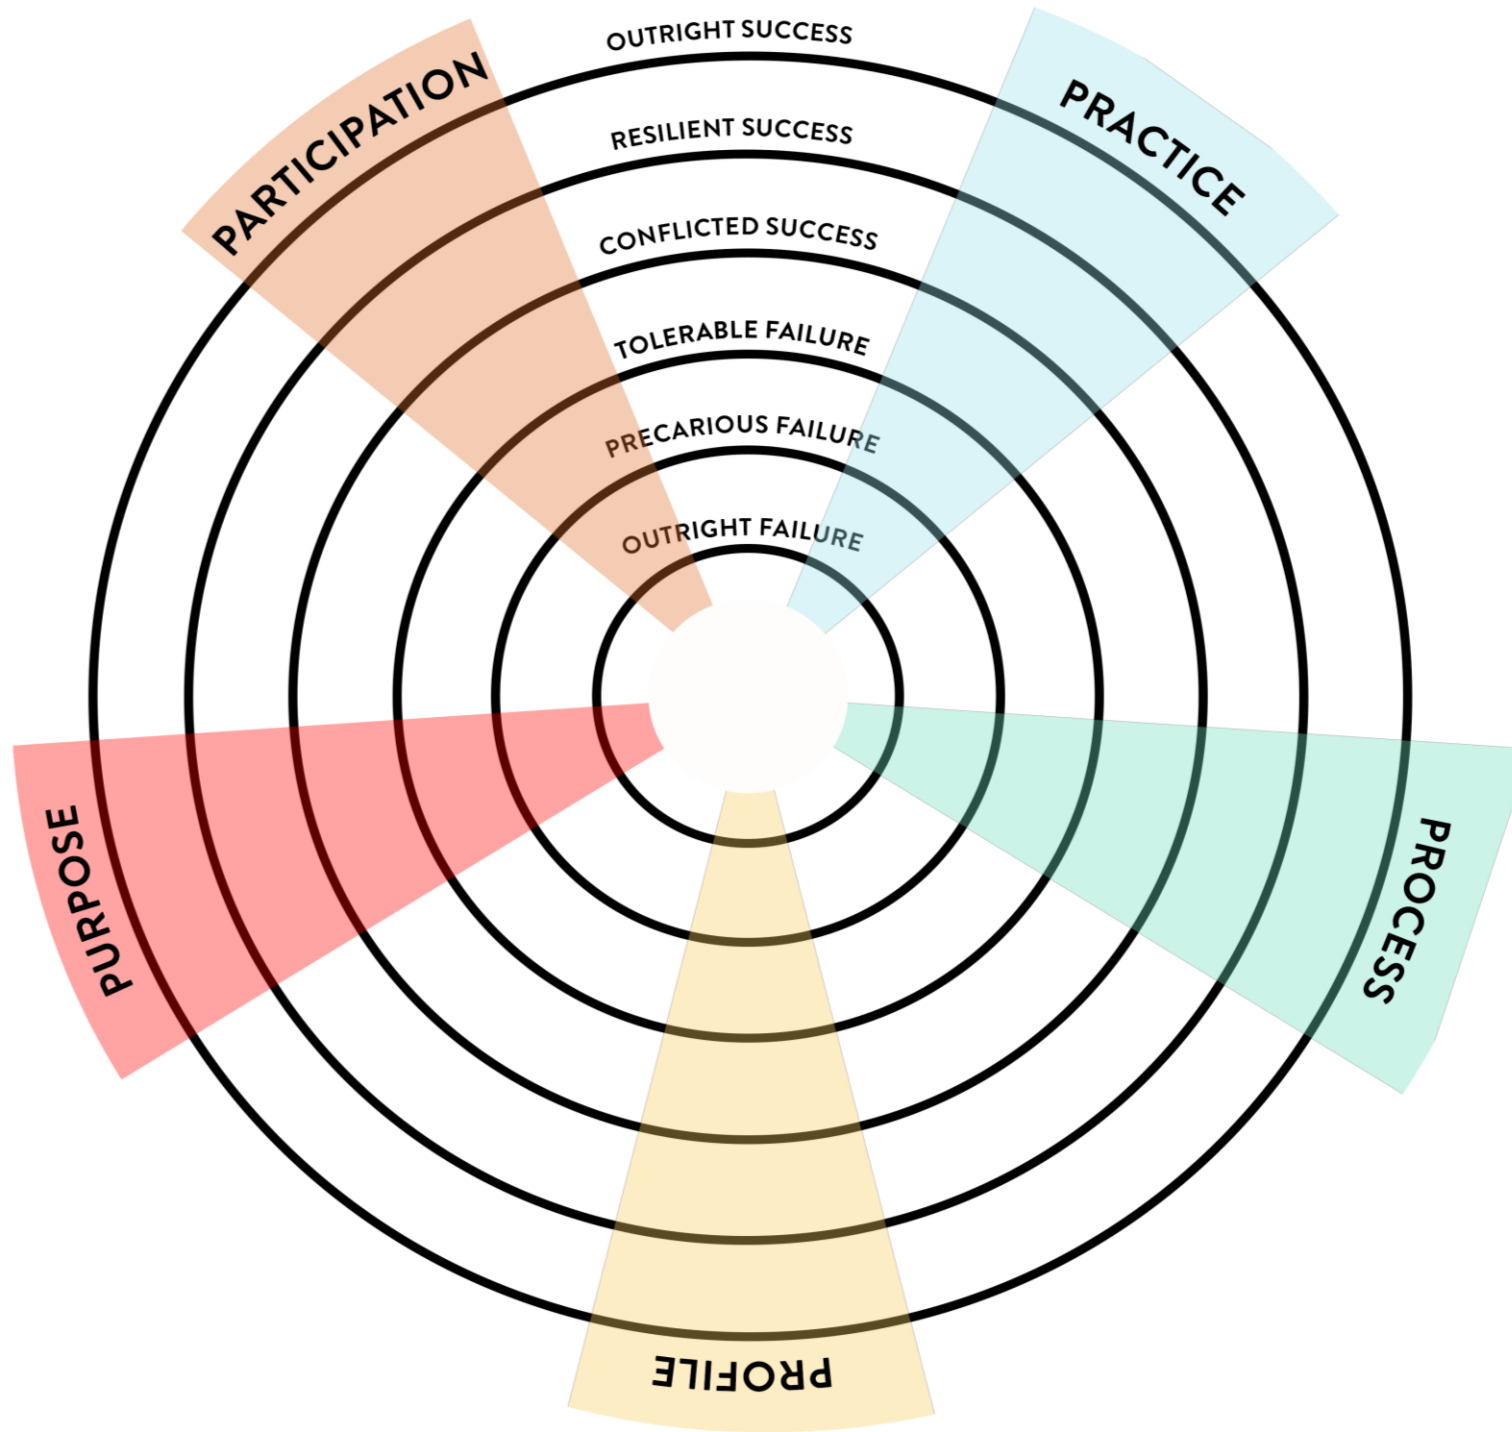 OUTRIGHT SUCCESS
RESILIENT SUCCESS
CONFLICTED SUCCESS
TOLERABLE FAILURE
PRECARIOUS FAILURE
OUTRIGHT FAILURE
PARTICIPATION
PRACTICE
PROCESS
PROFILE
PURPOSE